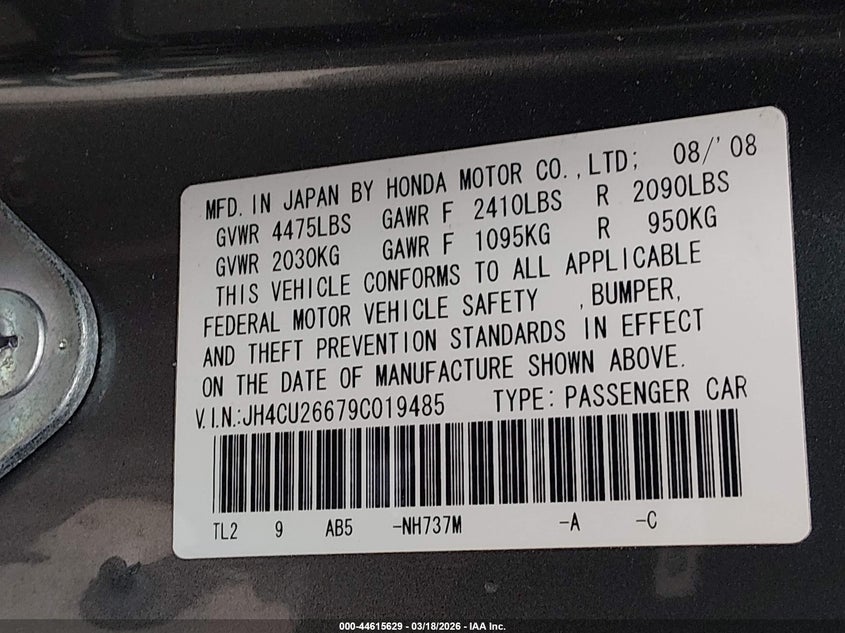 MFD. IN JAPAN BY HONDA MOTOR CO.,LTD; 08/'08
GVWR 4475LBS GAWR F 2410LBS R 2090LBS
GVWR 2030KG GAWR F 1095KG R 950KG
THIS VEHICLE CONFORMS TO ALL APPLICABLE
FEDERAL MOTOR VEHICLE SAFETY , BUMPER,
AND THEFT PREVENTION STANDARDS IN EFFECT
ON THE DATE OF MANUFACTURE SHOWN ABOVE.
V.I.N.:JH4CU26679C019485 TYPE: PASSENGER CAR
TL2 9 AB5 -NH737M -A -C
000-44615629 - 03/18/2026 - IAA Inc.